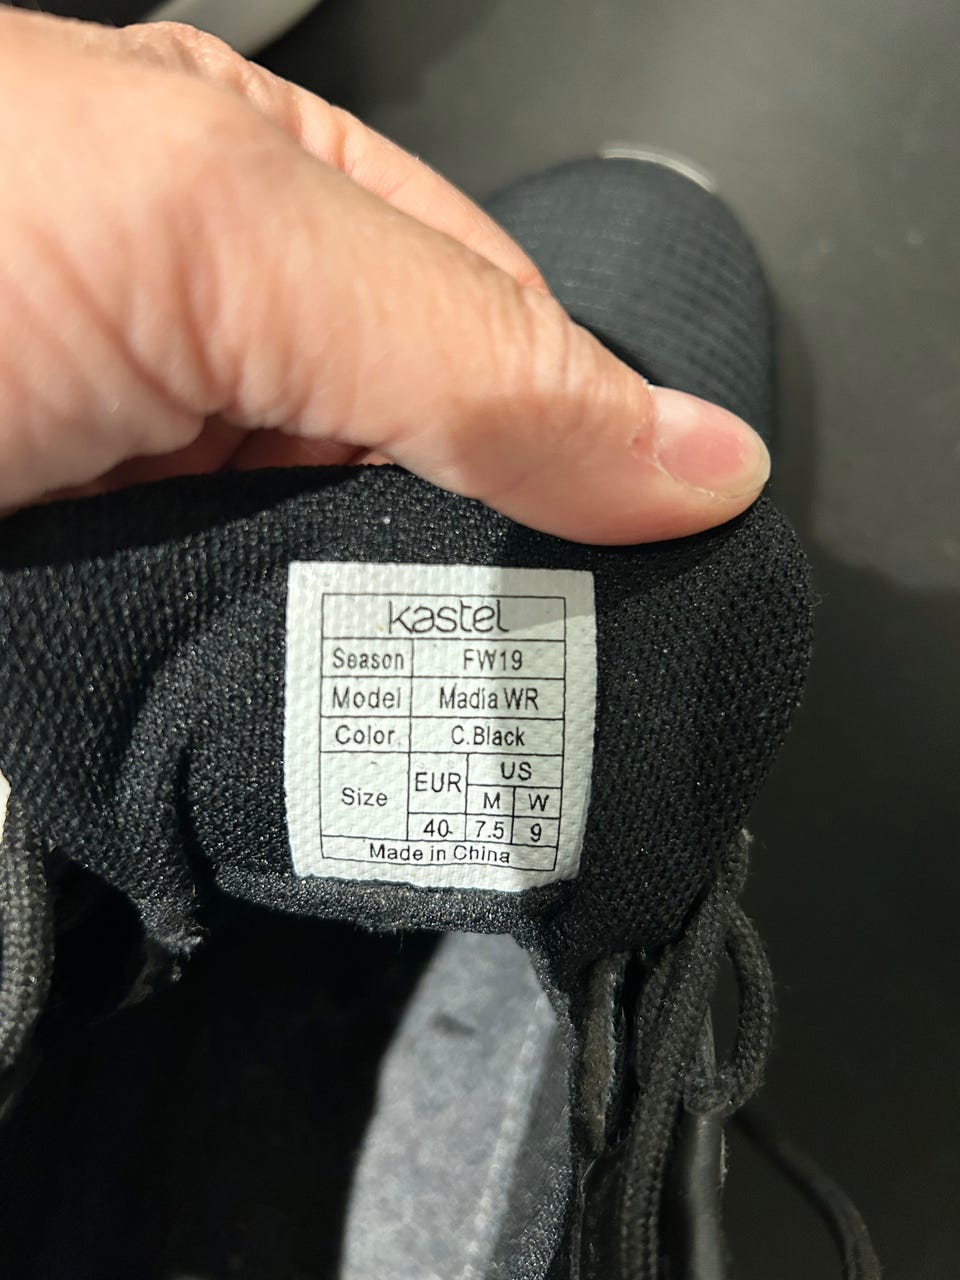 kastel
Season FW19
Model Madia WR
Color C.Black
Size EUR US
M W
40 7.5 9
Made in China